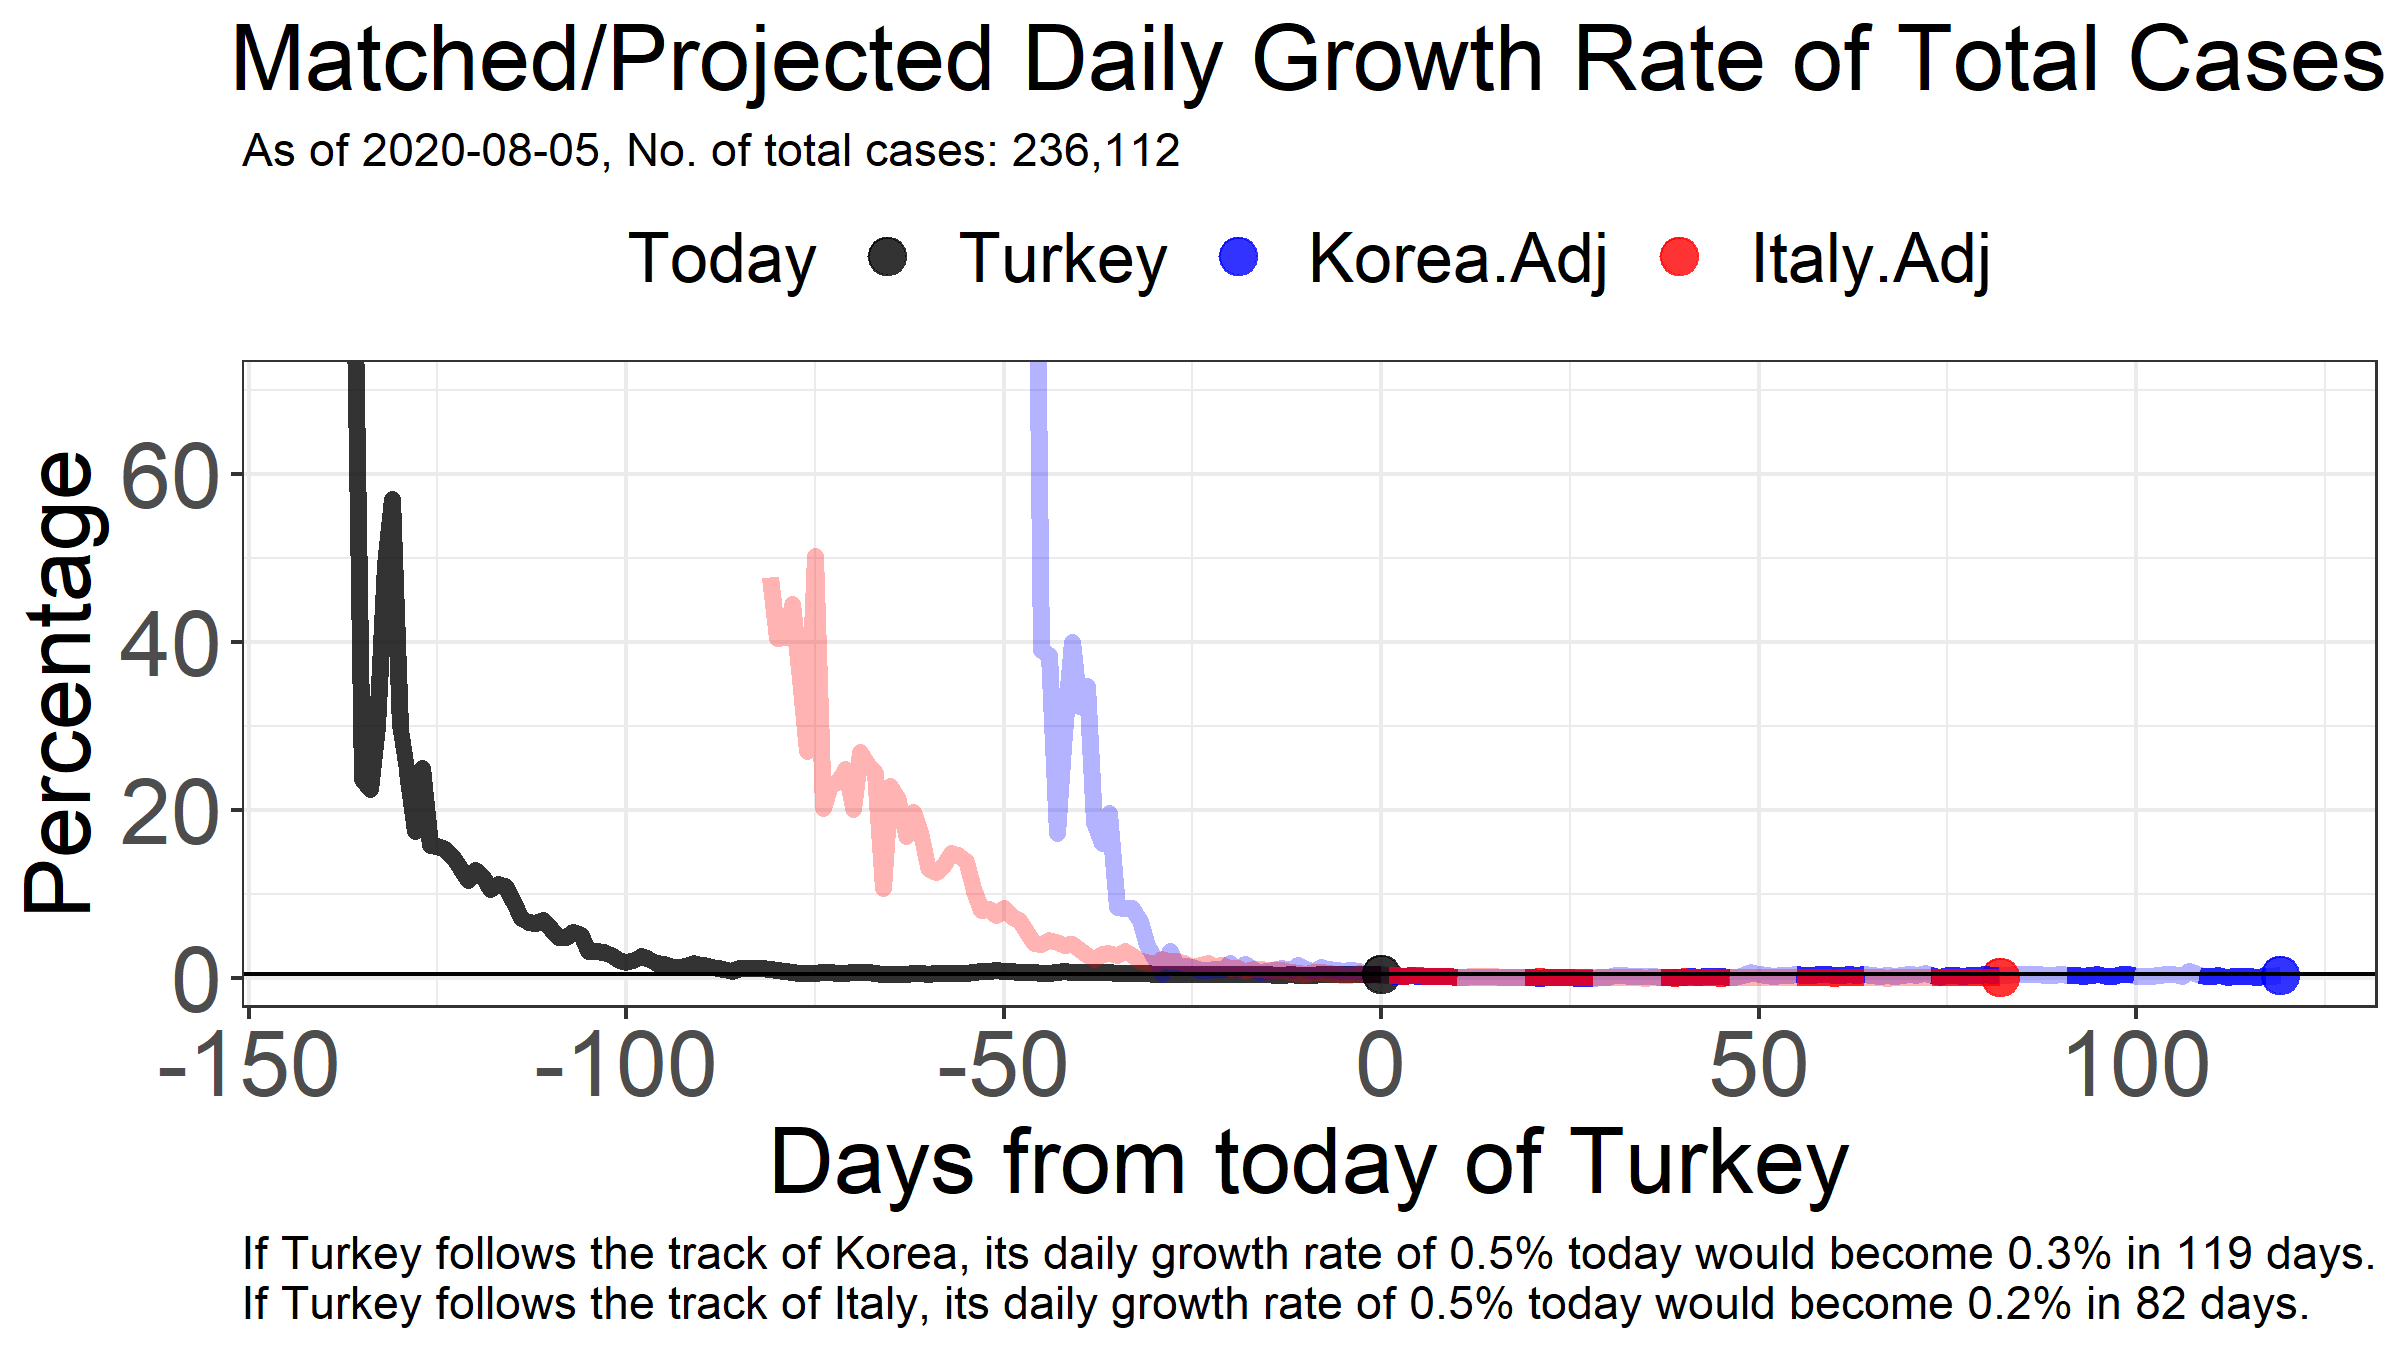 Matched/Projected Daily Growth Rate of Total Cases
As of 2020-08-05, No. of total cases: 236,112
Today Turkey Korea.Adj Italy.Adj
Percentage
60
40
20
0
-150 -100 -50 0 50 100
Days from today of Turkey
If Turkey follows the track of Korea, its daily growth rate of 0.5% today would become 0.3% in 119 days.
If Turkey follows the track of Italy, its daily growth rate of 0.5% today would become 0.2% in 82 days.